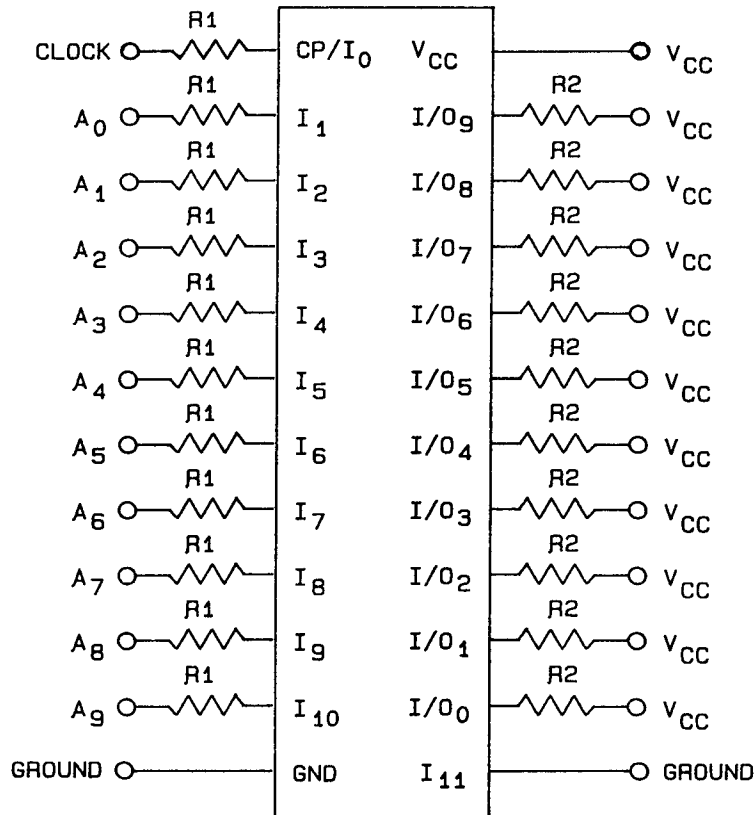 R1
CLOCK CP/I0 VCC VCC
R1 R2
A0 I1 I/O9 VCC
R1 R2
A1 I2 I/O8 VCC
R1 R2
A2 I3 I/O7 VCC
R1 R2
A3 I4 I/O6 VCC
R1 R2
A4 I5 I/O5 VCC
R1 R2
A5 I6 I/O4 VCC
R1 R2
A6 I7 I/O3 VCC
R1 R2
A7 I8 I/O2 VCC
R1 R2
A8 I9 I/O1 VCC
R1 R2
A9 I10 I/O0 VCC
GROUND GND I11 GROUND